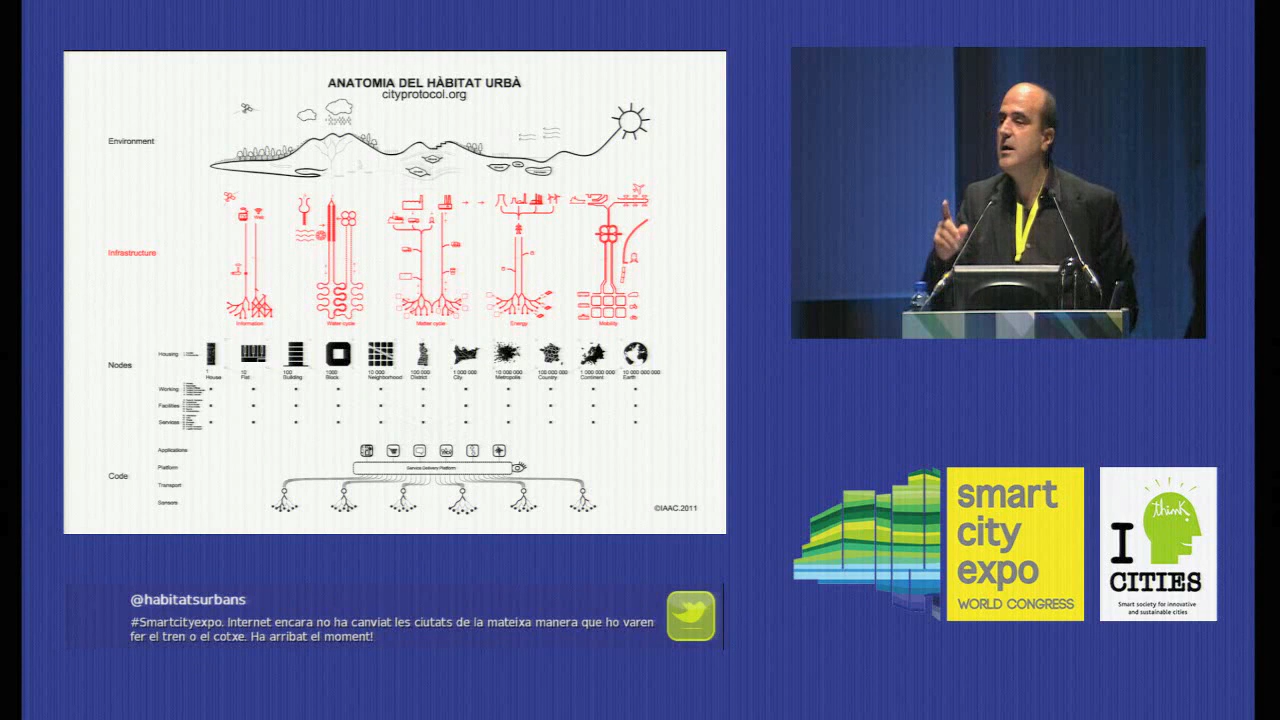 ANATOMIA DEL HÀBITAT URBÀ
cityprotocol.org
Environment
Infrastructure
Information
Water cycle
Matter cycle
Energy
Mobility
Nodes
Housing
1
House
10
Flat
100
Building
1000
Block
10 000
Neighborhood
100 000
District
1 000 000
City
10 000 000
Metropolis
100 000 000
Country
1 000 000 000
Continent
10 000 000 000
Earth
Working
Facilities
Services
Code
Applications
Platform
Service Delivery Platform
Transport
Sensors
©IAAC.2011
@habitatsurbans
#Smartcityexpo. Internet encara no ha canviat les ciutats de la mateixa manera que ho varen
fer el tren o el cotxe. Ha arribat el moment!
smart
city
expo
WORLD CONGRESS
think.
I
CITIES
Smart society for innovative
and sustainable cities